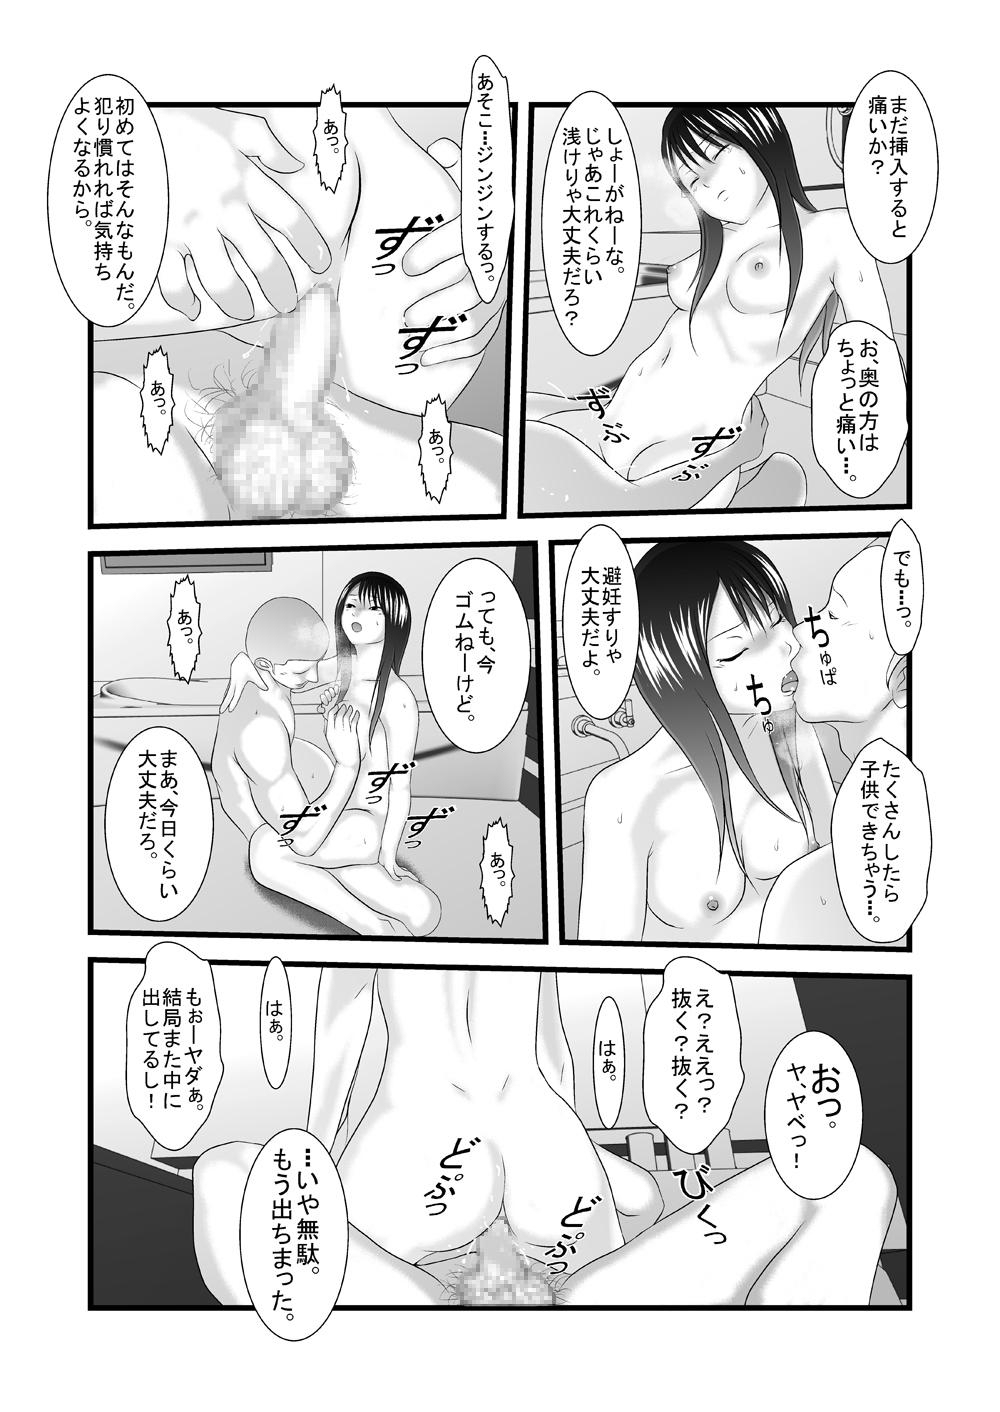 まだ挿入すると
痛いか？
お、奥の方は
ちょっと痛い…。
しょーがねーな。
じゃあこれくらい
浅けりゃ大丈夫だろ？
ずぷっ
ずぷっ
あそこ…ジンジンするっ。
あっ。
ずっ
ずっ
あっ。
あっ。
初めてはそんなもんだ。
犯り慣れれば気持ち
よくなるから。
でも…っ。
たくさんしたら
子供できちゃう…。
ちゅぱ
ちゅ
避妊すりゃ
大丈夫だよ。
っても、今
ゴムねーけど。
あっ。
ずっ
ずっ
ずっ
あっ。
まあ、今日くらい
大丈夫だろ。
おっ。
ヤ、ヤベっ！
え？ええっ？
抜く？抜く？
びくっ
はぁ。
どぷっ
どぷっ
…いや無駄。
もう出ちまった。
はぁ。
もぉーヤダぁ。
結局また中に
出してるし！